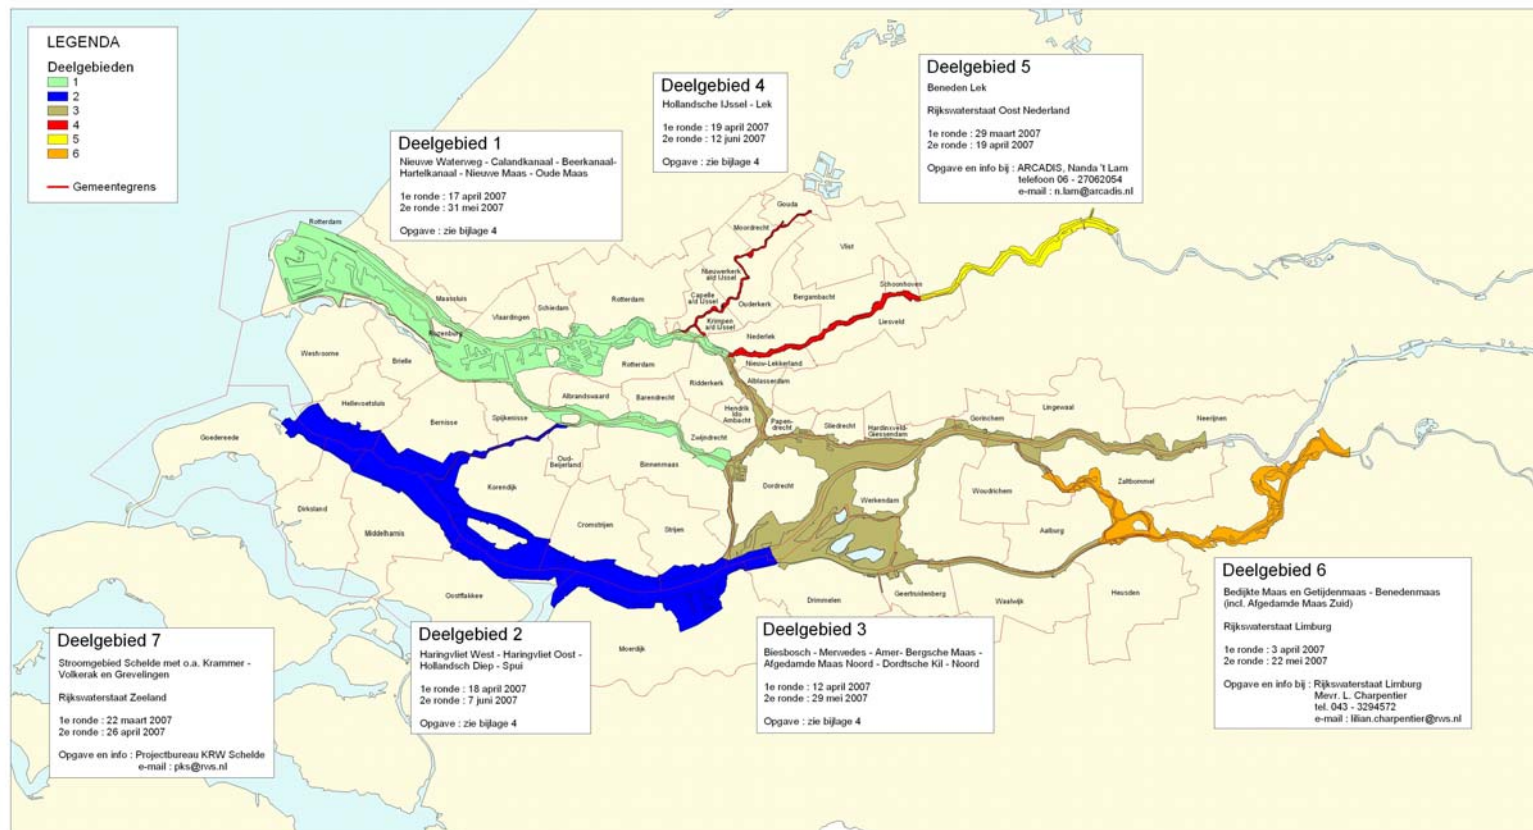 LEGENDA
Deelgebieden
1
2
3
4
5
6
Gemeentegrens
Deelgebied 1
Nieuwe Waterweg - Calandkanaal - Beerkanaal-
Hartelkanaal - Nieuwe Maas - Oude Maas
1e ronde : 17 april 2007
2e ronde : 31 mei 2007
Opgave : zie bijlage 4
Deelgebied 4
Hollandsche IJssel - Lek
1e ronde : 19 april 2007
2e ronde : 12 juni 2007
Opgave : zie bijlage 4
Deelgebied 5
Beneden Lek
Rijkswaterstaat Oost Nederland
1e ronde : 29 maart 2007
2e ronde : 19 april 2007
Opgave en info bij : ARCADIS, Nanda 't Lam
telefoon 06 - 27062054
e-mail : n.lam@arcadis.nl
Rotterdam
Maassluis
Vlaardingen
Schiedam
Rotterdam
Rozenburg
Gouda
Moordrecht
Vlist
Nieuwerkerk
a/d IJssel
Capelle
a/d IJssel
Ouderkerk
Bergambacht
Schoonhoven
Krimpen
a/d IJssel
Nederlek
Liesveld
Westvoorne
Brielle
Rotterdam
Nieuw-Lekkerland
Ridderkerk
Alblasserdam
Hellevoetsluis
Bernisse
Spijkenisse
Albrandswaard
Barendrecht
Hendrik
Ido
Ambacht
Papen-
drecht
Sliedrecht
Hardinxveld-
Giessendam
Gorinchem
Lingewaal
Neerijnen
Goedereede
Zwijndrecht
Oud-
Beijerland
Binnenmaas
Korendijk
Dordrecht
Werkendam
Woudrichem
Zaltbommel
Dirksland
Middelharnis
Cromstrijen
Strijen
Aalburg
Oostflakkee
Moerdijk
Drimmelen
Geertruidenberg
Waalwijk
Heusden
Deelgebied 7
Stroomgebied Schelde met o.a. Krammer -
Volkerak en Grevelingen
Rijkswaterstaat Zeeland
1e ronde : 22 maart 2007
2e ronde : 26 april 2007
Opgave en info : Projectbureau KRW Schelde
e-mail : pks@rws.nl
Deelgebied 2
Haringvliet West - Haringvliet Oost -
Hollandsch Diep - Spui
1e ronde : 18 april 2007
2e ronde : 7 juni 2007
Opgave : zie bijlage 4
Deelgebied 3
Biesbosch - Merwedes - Amer- Bergsche Maas -
Afgedamde Maas Noord - Dordtsche Kil - Noord
1e ronde : 12 april 2007
2e ronde : 29 mei 2007
Opgave : zie bijlage 4
Deelgebied 6
Bedijkte Maas en Getijdenmaas - Benedenmaas
(incl. Afgedamde Maas Zuid)
Rijkswaterstaat Limburg
1e ronde : 3 april 2007
2e ronde : 22 mei 2007
Opgave en info bij : Rijkswaterstaat Limburg
Mevr. L. Charpentier
tel. 043 - 3294572
e-mail : lilian.charpentier@rws.nl